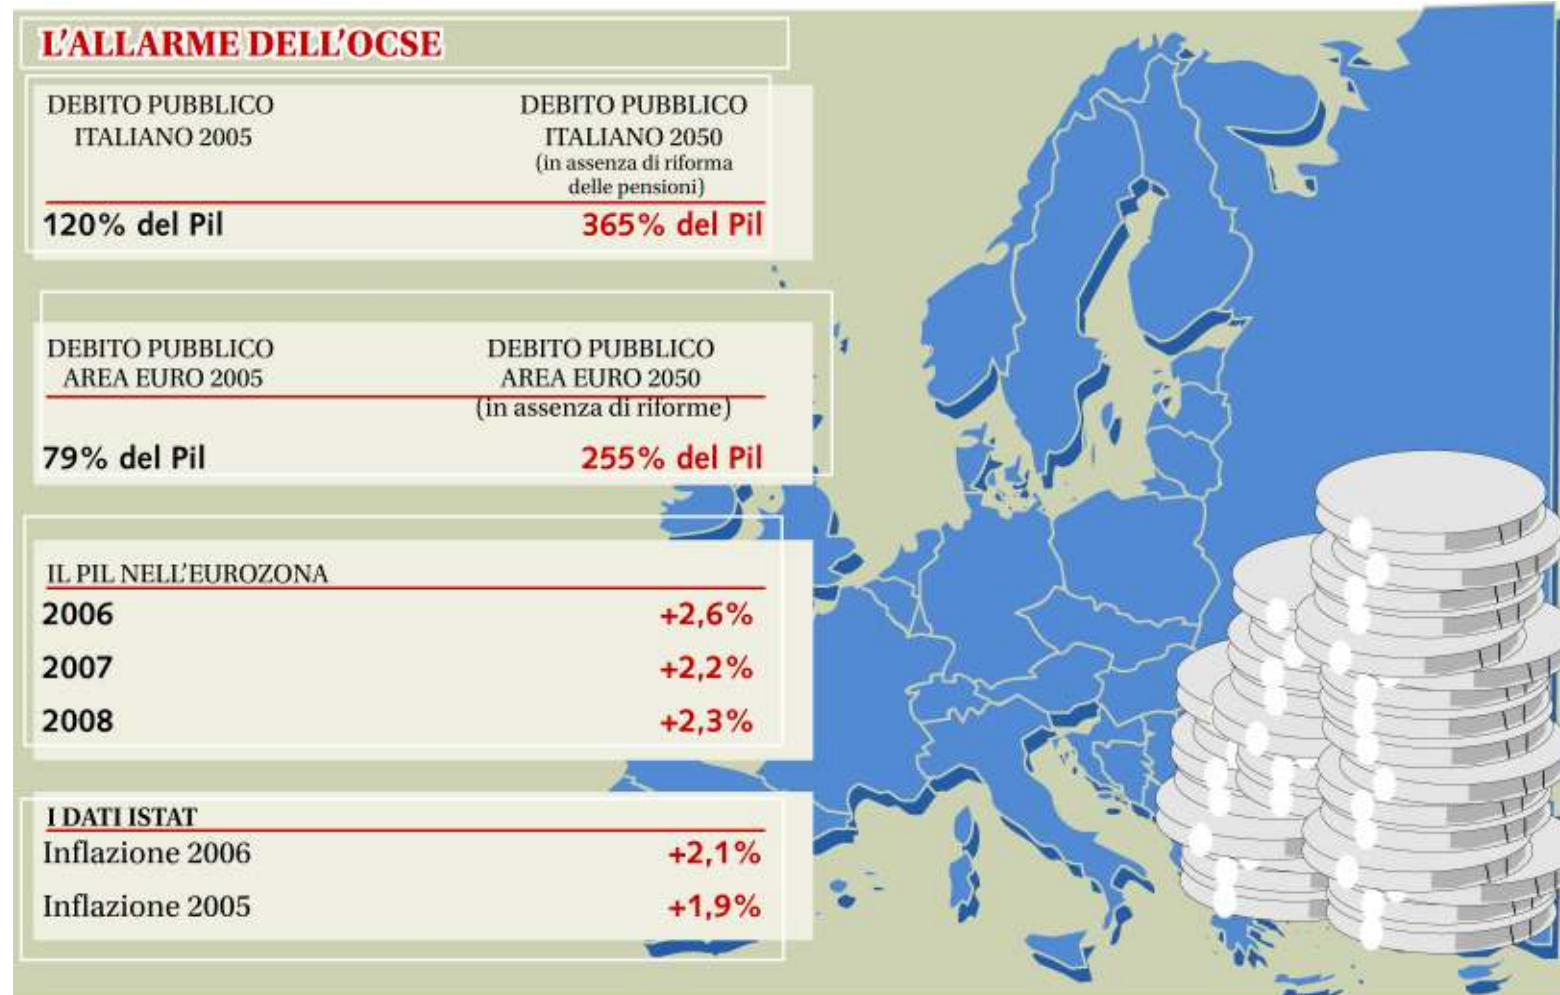 L'ALLARME DELL'OCSE
DEBITO PUBBLICO
ITALIANO 2005
DEBITO PUBBLICO
ITALIANO 2050
(in assenza di riforma
delle pensioni)
120% del Pil
365% del Pil
DEBITO PUBBLICO
AREA EURO 2005
DEBITO PUBBLICO
AREA EURO 2050
(in assenza di riforme)
79% del Pil
255% del Pil
IL PIL NELL'EUROZONA
2006 +2,6%
2007 +2,2%
2008 +2,3%
I DATI ISTAT
Inflazione 2006 +2,1%
Inflazione 2005 +1,9%